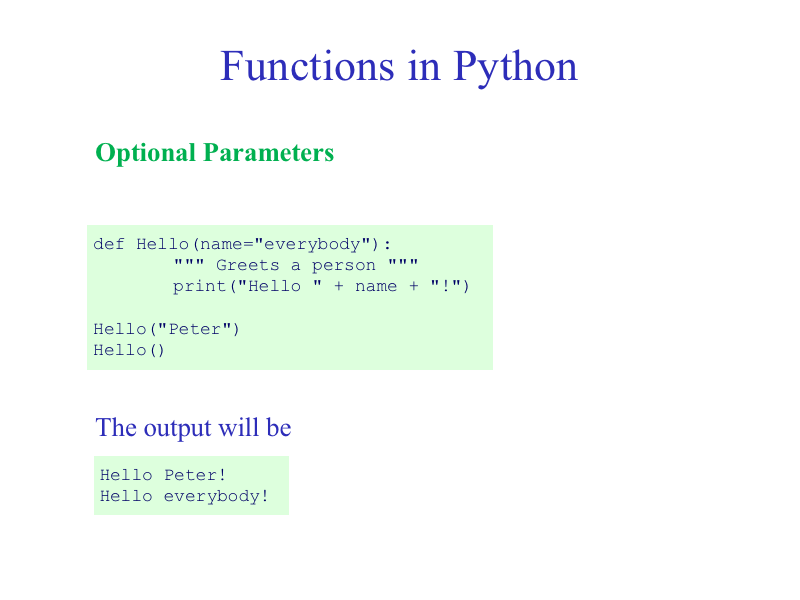 Functions in Python
Optional Parameters
def Hello(name="everybody"):
        """ Greets a person """
        print("Hello " + name + "!")
Hello("Peter")
Hello()
The output will be
Hello Peter!
Hello everybody!